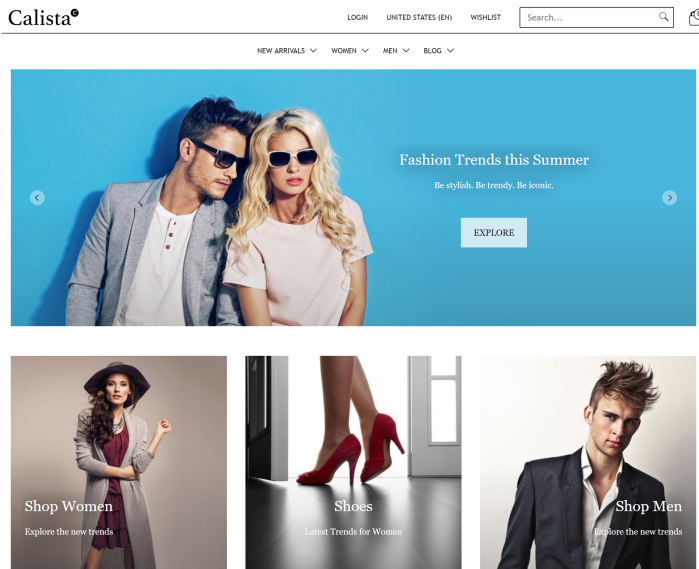 Calista
LOGIN UNITED STATES (EN) WISHLIST Search...
NEW ARRIVALS WOMEN MEN BLOG
Fashion Trends this Summer
Be stylish. Be trendy. Be iconic.
EXPLORE
Shop Women
Explore the new trends
Shoes
Latest Trends for Women
Shop Men
Explore the new trends